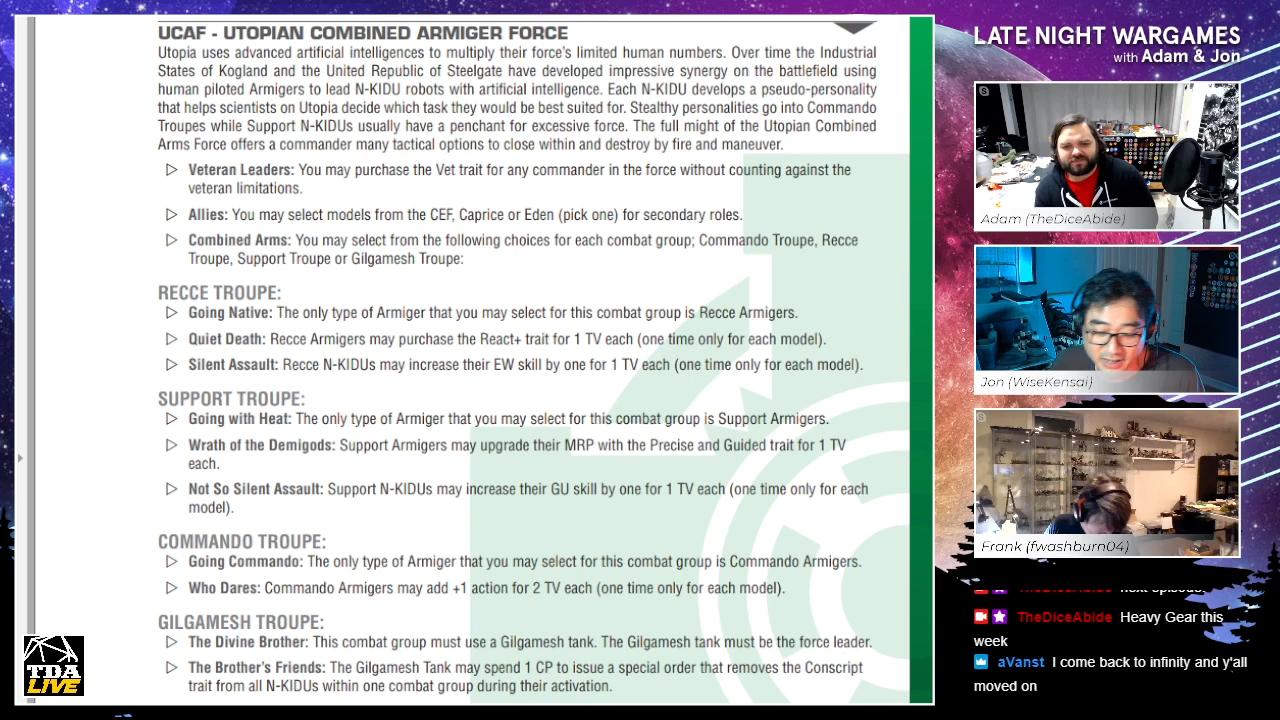 UCAF - UTOPIAN COMBINED ARMIGER FORCE
Utopia uses advanced artificial intelligences to multiply their force's limited human numbers. Over time the Industrial
States of Kogland and the United Republic of Steelgate have developed impressive synergy on the battlefield using
human piloted Armigers to lead N-KIDU robots with artificial intelligence. Each N-KIDU develops a pseudo-personality
that helps scientists on Utopia decide which task they would be best suited for. Stealthy personalities go into Commando
Troupes while Support N-KIDUs usually have a penchant for excessive force. The full might of the Utopian Combined
Arms Force offers a commander many tactical options to close within and destroy by fire and maneuver.
Veteran Leaders: You may purchase the Vet trait for any commander in the force without counting against the
veteran limitations.
Allies: You may select models from the CEF, Caprice or Eden (pick one) for secondary roles.
Combined Arms: You may select from the following choices for each combat group; Commando Troupe, Recce
Troupe, Support Troupe or Gilgamesh Troupe:
RECCE TROUPE:
Going Native: The only type of Armiger that you may select for this combat group is Recce Armigers.
Quiet Death: Recce Armigers may purchase the React+ trait for 1 TV each (one time only for each model).
Silent Assault: Recce N-KIDUs may increase their EW skill by one for 1 TV each (one time only for each model).
SUPPORT TROUPE:
Going with Heat: The only type of Armiger that you may select for this combat group is Support Armigers.
Wrath of the Demigods: Support Armigers may upgrade their MRP with the Precise and Guided trait for 1 TV
each.
Not So Silent Assault: Support N-KIDUs may increase their GU skill by one for 1 TV each (one time only for each
model).
COMMANDO TROUPE:
Going Commando: The only type of Armiger that you may select for this combat group is Commando Armigers.
Who Dares: Commando Armigers may add +1 action for 2 TV each (one time only for each model).
GILGAMESH TROUPE:
The Divine Brother: This combat group must use a Gilgamesh tank. The Gilgamesh tank must be the force leader.
The Brother's Friends: The Gilgamesh Tank may spend 1 CP to issue a special order that removes the Conscript
trait from all N-KIDUs within one combat group during their activation.
TDA
LIVE
LATE NIGHT WARGAMES
with Adam & Jon
Adam (TheDiceAbide)
Jon (WiseKensai)
Frank (fwashburn04)
TheDiceAbide next episode.
TheDiceAbide Heavy Gear this
week
aVanst I come back to infinity and y'all
moved on